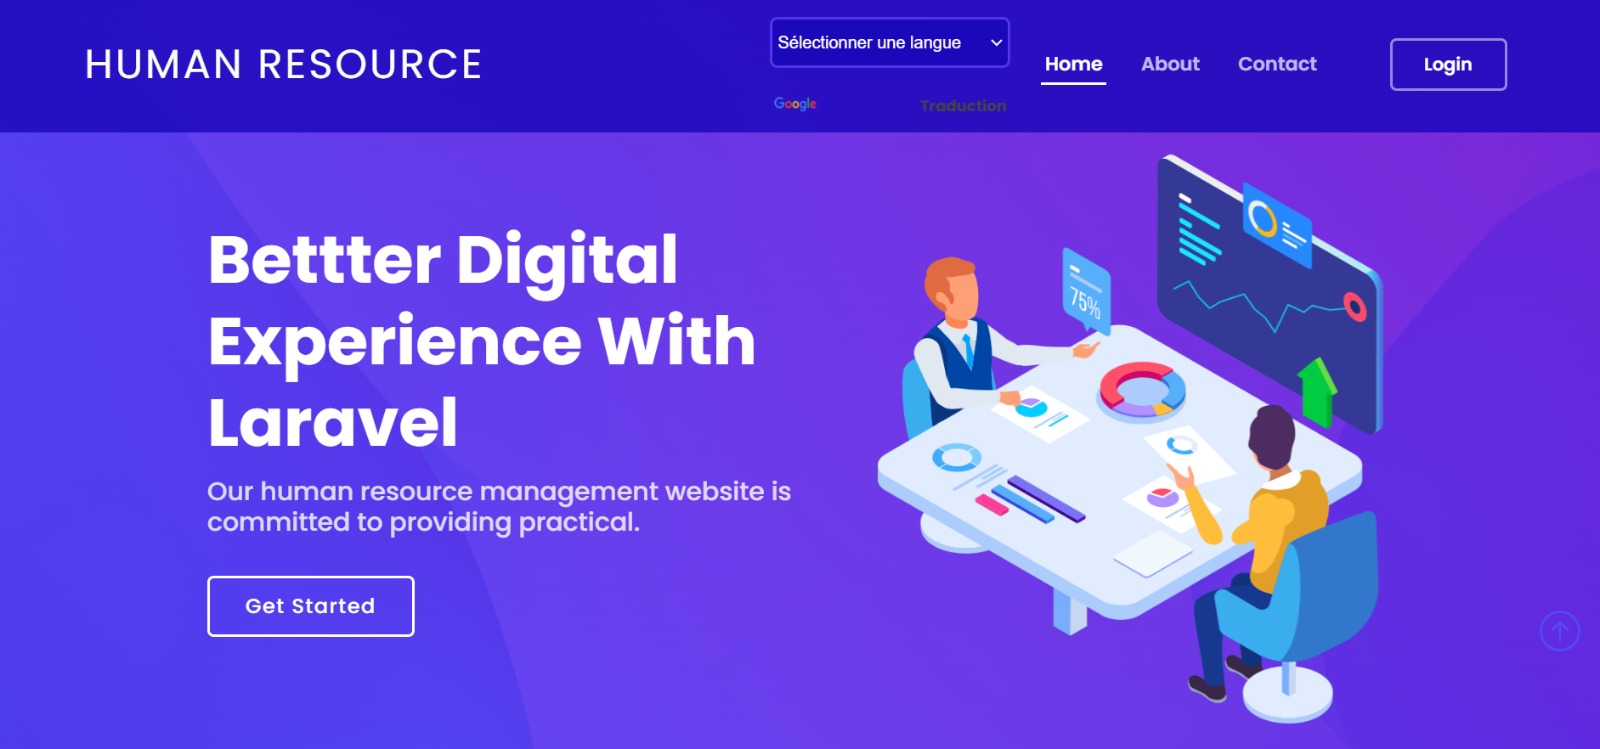 HUMAN RESOURCE
Sélectionner une langue
Google Traduction
Home
About
Contact
Login
Bettter Digital
Experience With
Laravel
Our human resource management website is
committed to providing practical.
Get Started
75%